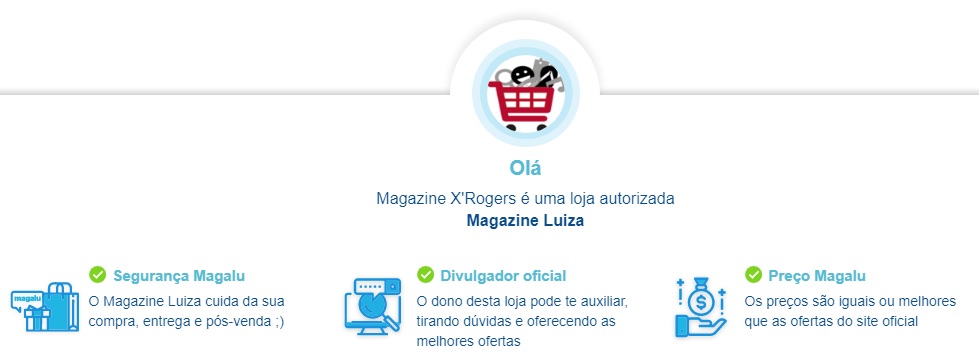 Olá
Magazine X'Rogers é uma loja autorizada
Magazine Luiza
Segurança Magalu
magalu
O Magazine Luiza cuida da sua
compra, entrega e pós-venda ;)
Divulgador oficial
O dono desta loja pode te auxiliar,
tirando dúvidas e oferecendo as
melhores ofertas
Preço Magalu
Os preços são iguais ou melhores
que as ofertas do site oficial